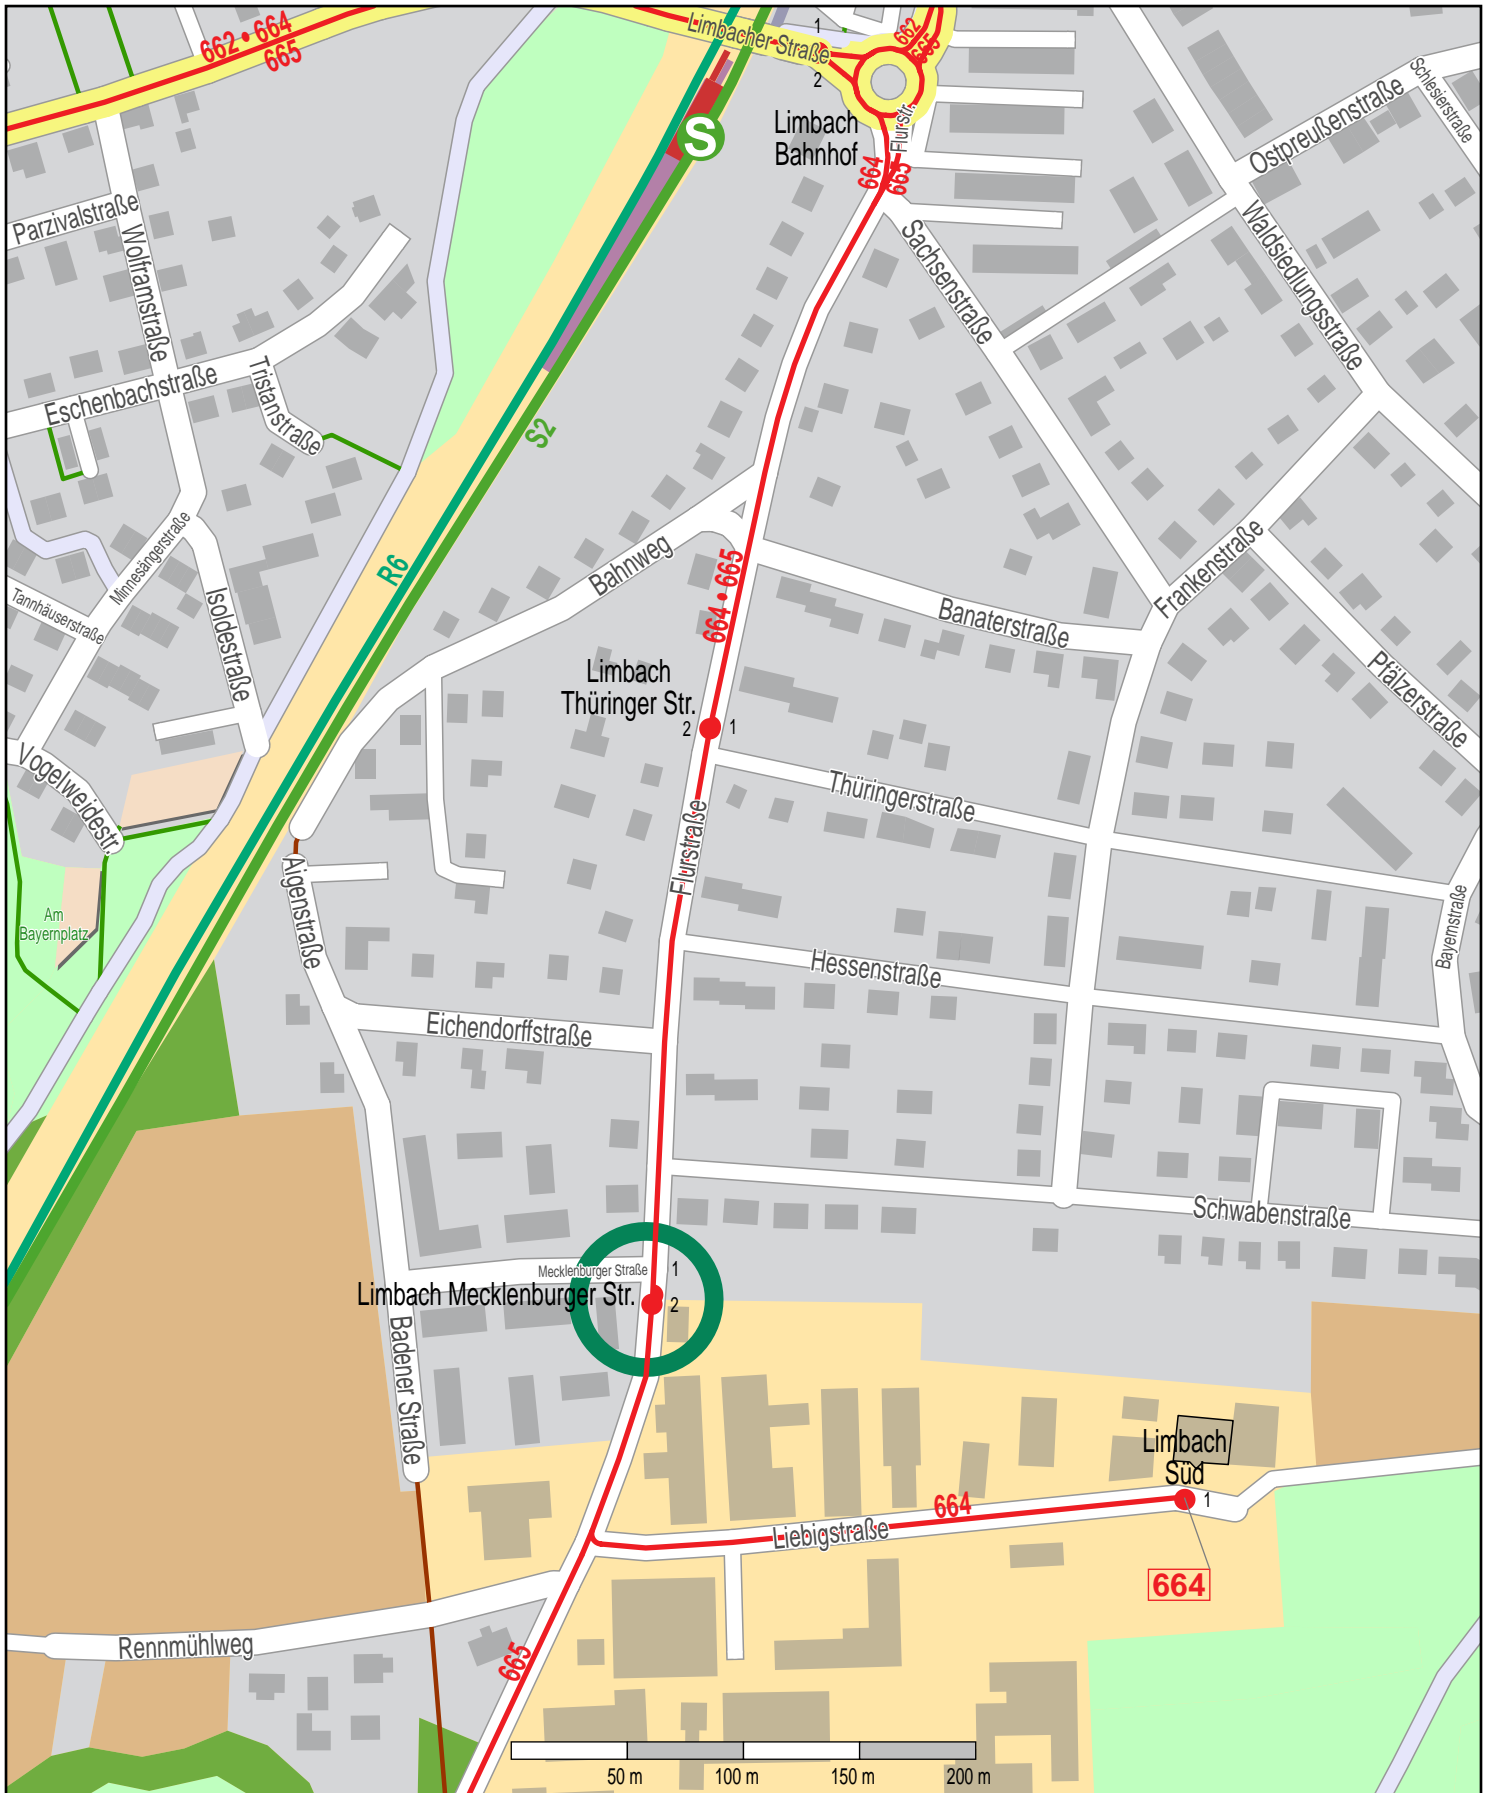 662 • 664
665
Limbacher Straße
1
2
662
665
S
Limbach
Bahnhof
Flurstr.
664
665
Schlesierstraße
Ostpreußenstraße
Parzivalstraße
Wolframstraße
Sachsenstraße
Waldsiedlungsstraße
Eschenbachstraße
Tristanstraße
S2
Minnesängerstraße
R6
Bahnweg
664 • 665
Frankenstraße
Tannhäuserstraße
Isoldestraße
Banaterstraße
Pfälzerstraße
Limbach
Thüringer Str.
2
1
Vogelweidestr.
Thüringerstraße
Flurstraße
Aigenstraße
Am
Bayernplatz
Bayernstraße
Hessenstraße
Eichendorffstraße
Schwabenstraße
Mecklenburger Straße
1
Limbach Mecklenburger Str.
2
Badener Straße
Limbach
Süd
1
664
Liebigstraße
664
Rennmühlweg
665
50 m
100 m
150 m
200 m